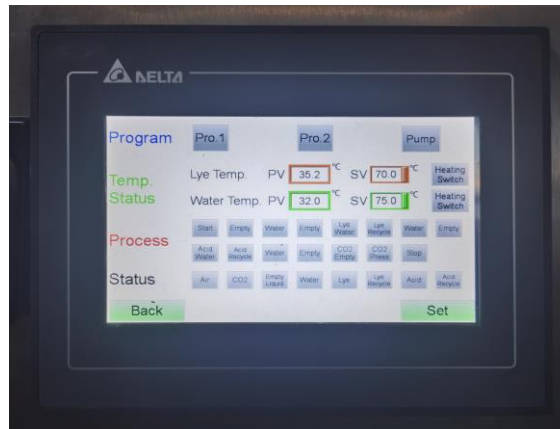 DELTA
Program Pro.1 Pro.2 Pump
Temp. Status
Lye Temp. PV 35.2 °C SV 70.0 °C Heating Switch
Water Temp. PV 32.0 °C SV 75.0 °C Heating Switch
Process
Start Empty Water Empty Lye Water Lye Recycle Water Empty
Acid Water Acid Recycle Water Empty CO2 Empty CO2 Press Stop
Status Air CO2 Empty Liquid Water Lye Lye Recycle Acid Acid Recycle
Back Set